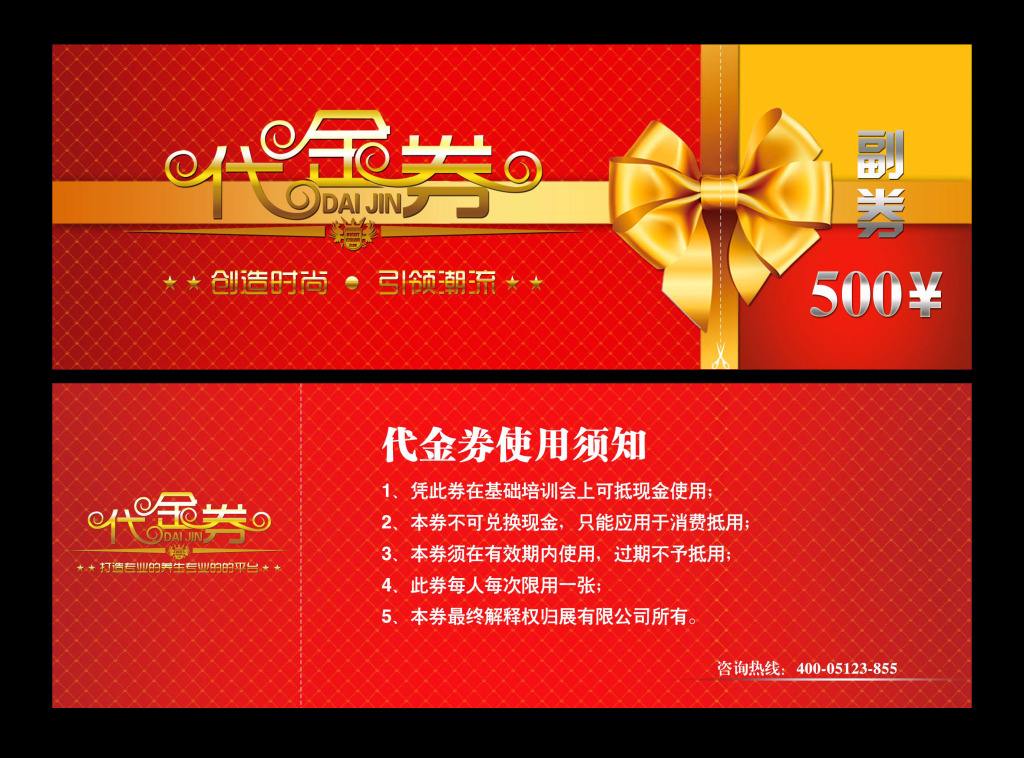 代金券
DAI JIN
★★创造时尚 ● 引领潮流★★
副券
500¥
代金券
DAI JIN
★★打造专业的养生专业的的平台★★
代金券使用须知
1、凭此券在基础培训会上可抵现金使用；
2、本券不可兑换现金，只能应用于消费抵用；
3、本券须在有效期内使用，过期不予抵用；
4、此券每人每次限用一张；
5、本券最终解释权归展有限公司所有。
咨询热线：400-05123-855